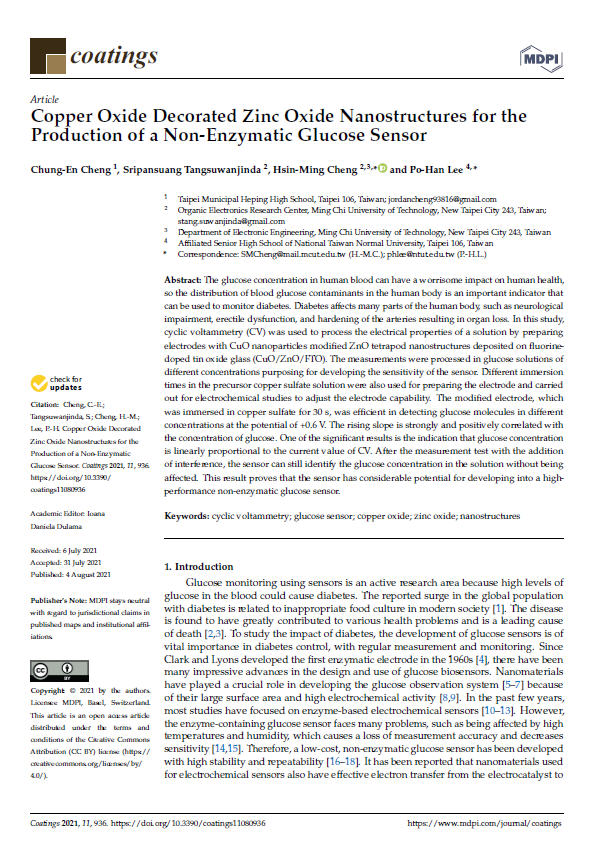 coatings
MDPI
Article
Copper Oxide Decorated Zinc Oxide Nanostructures for the
Production of a Non-Enzymatic Glucose Sensor
Chung-En Cheng 1, Sripansuang Tangsuwanjinda 2, Hsin-Ming Cheng 2,3,* and Po-Han Lee 4,*
1 Taipei Municipal Heping High School, Taipei 106, Taiwan; jordancheng93816@gmail.com
2 Organic Electronics Research Center, Ming Chi University of Technology, New Taipei City 243, Taiwan;
stang.suwanjinda@gmail.com
3 Department of Electronic Engineering, Ming Chi University of Technology, New Taipei City 243, Taiwan
4 Affiliated Senior High School of National Taiwan Normal University, Taipei 106, Taiwan
* Correspondence: SMCheng@mail.mcut.edu.tw (H.-M.C.); phlee@ntut.edu.tw (P.-H.L.)
Abstract: The glucose concentration in human blood can have a worrisome impact on human health,
so the distribution of blood glucose contaminants in the human body is an important indicator that
can be used to monitor diabetes. Diabetes affects many parts of the human body, such as neurological
impairment, erectile dysfunction, and hardening of the arteries resulting in organ loss. In this study,
cyclic voltammetry (CV) was used to process the electrical properties of a solution by preparing
electrodes with CuO nanoparticles modified ZnO tetrapod nanostructures deposited on fluorine-
doped tin oxide glass (CuO/ZnO/FTO). The measurements were processed in glucose solutions of
different concentrations purposing for developing the sensitivity of the sensor. Different immersion
times in the precursor copper sulfate solution were also used for preparing the electrode and carried
out for electrochemical studies to adjust the electrode capability. The modified electrode, which
was immersed in copper sulfate for 30 s, was efficient in detecting glucose molecules in different
concentrations at the potential of +0.6 V. The rising slope is strongly and positively correlated with
the concentration of glucose. One of the significant results is the indication that glucose concentration
is linearly proportional to the current value of CV. After the measurement test with the addition
of interference, the sensor can still identify the glucose concentration in the solution without being
affected. This result proves that the sensor has considerable potential for developing into a high-
performance non-enzymatic glucose sensor.
Keywords: cyclic voltammetry; glucose sensor; copper oxide; zinc oxide; nanostructures
check for
updates
Citation: Cheng, C.-E.;
Tangsuwanjinda, S.; Cheng, H.-M.;
Lee, P.-H. Copper Oxide Decorated
Zinc Oxide Nanostructures for the
Production of a Non-Enzymatic
Glucose Sensor. Coatings 2021, 11, 936.
https://doi.org/10.3390/
coatings11080936
Academic Editor: Ioana
Daniela Dulama
Received: 6 July 2021
Accepted: 31 July 2021
Published: 4 August 2021
Publisher's Note: MDPI stays neutral
with regard to jurisdictional claims in
published maps and institutional affil-
iations.
cc BY
Copyright: © 2021 by the authors.
Licensee MDPI, Basel, Switzerland.
This article is an open access article
distributed under the terms and
conditions of the Creative Commons
Attribution (CC BY) license (https://
creativecommons.org/licenses/by/
4.0/).
1. Introduction
Glucose monitoring using sensors is an active research area because high levels of
glucose in the blood could cause diabetes. The reported surge in the global population
with diabetes is related to inappropriate food culture in modern society [1]. The disease
is found to have greatly contributed to various health problems and is a leading cause
of death [2,3]. To study the impact of diabetes, the development of glucose sensors is of
vital importance in diabetes control, with regular measurement and monitoring. Since
Clark and Lyons developed the first enzymatic electrode in the 1960s [4], there have been
many impressive advances in the design and use of glucose biosensors. Nanomaterials
have played a crucial role in developing the glucose observation system [5–7] because
of their large surface area and high electrochemical activity [8,9]. In the past few years,
most studies have focused on enzyme-based electrochemical sensors [10–13]. However,
the enzyme-containing glucose sensor faces many problems, such as being affected by high
temperatures and humidity, which causes a loss of measurement accuracy and decreases
sensitivity [14,15]. Therefore, a low-cost, non-enzymatic glucose sensor has been developed
with high stability and repeatability [16–18]. It has been reported that nanomaterials used
for electrochemical sensors also have effective electron transfer from the electrocatalyst to
Coatings 2021, 11, 936. https://doi.org/10.3390/coatings11080936
https://www.mdpi.com/journal/coatings